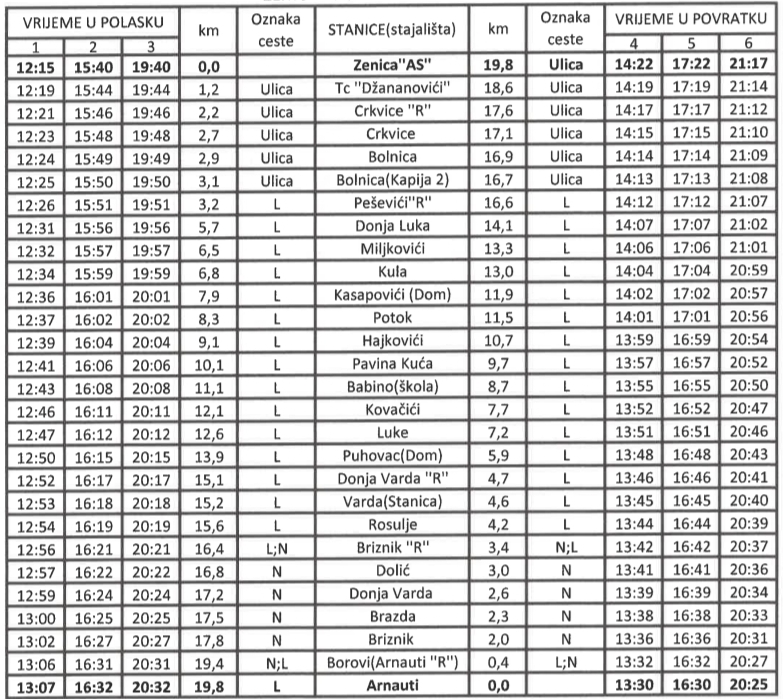 VRIJEME U POLASKU km Oznaka ceste STANICE(stajališta) km Oznaka ceste VRIJEME U POVRATKU
1 2 3 4 5 6
12:15 15:40 19:40 0,0 Zenica"AS" 19,8 Ulica 14:22 17:22 21:17
12:19 15:44 19:44 1,2 Ulica Tc "Džananovići" 18,6 Ulica 14:19 17:19 21:14
12:21 15:46 19:46 2,2 Ulica Crkvice "R" 17,6 Ulica 14:17 17:17 21:12
12:23 15:48 19:48 2,7 Ulica Crkvice 17,1 Ulica 14:15 17:15 21:10
12:24 15:49 19:49 2,9 Ulica Bolnica 16,9 Ulica 14:14 17:14 21:09
12:25 15:50 19:50 3,1 Ulica Bolnica(Kapija 2) 16,7 Ulica 14:13 17:13 21:08
12:26 15:51 19:51 3,2 L Peševići"R" 16,6 L 14:12 17:12 21:07
12:31 15:56 19:56 5,7 L Donja Luka 14,1 L 14:07 17:07 21:02
12:32 15:57 19:57 6,5 L Miljkovići 13,3 L 14:06 17:06 21:01
12:34 15:59 19:59 6,8 L Kula 13,0 L 14:04 17:04 20:59
12:36 16:01 20:01 7,9 L Kasapovići (Dom) 11,9 L 14:02 17:02 20:57
12:37 16:02 20:02 8,3 L Potok 11,5 L 14:01 17:01 20:56
12:39 16:04 20:04 9,1 L Hajkovići 10,7 L 13:59 16:59 20:54
12:41 16:06 20:06 10,1 L Pavina Kuća 9,7 L 13:57 16:57 20:52
12:43 16:08 20:08 11,1 L Babino(škola) 8,7 L 13:55 16:55 20:50
12:46 16:11 20:11 12,1 L Kovačići 7,7 L 13:52 16:52 20:47
12:47 16:12 20:12 12,6 L Luke 7,2 L 13:51 16:51 20:46
12:50 16:15 20:15 13,9 L Puhovac(Dom) 5,9 L 13:48 16:48 20:43
12:52 16:17 20:17 15,1 L Donja Varda "R" 4,7 L 13:46 16:46 20:41
12:53 16:18 20:18 15,2 L Varda(Stanica) 4,6 L 13:45 16:45 20:40
12:54 16:19 20:19 15,6 L Rosulje 4,2 L 13:44 16:44 20:39
12:56 16:21 20:21 16,4 L;N Briznik "R" 3,4 N;L 13:42 16:42 20:37
12:57 16:22 20:22 16,8 N Dolić 3,0 N 13:41 16:41 20:36
12:59 16:24 20:24 17,2 N Donja Varda 2,6 N 13:39 16:39 20:34
13:00 16:25 20:25 17,5 N Brazda 2,3 N 13:38 16:38 20:33
13:02 16:27 20:27 17,8 N Briznik 2,0 N 13:36 16:36 20:31
13:06 16:31 20:31 19,4 N;L Borovi(Arnauti "R") 0,4 L;N 13:32 16:32 20:27
13:07 16:32 20:32 19,8 L Arnauti 0,0 13:30 16:30 20:25